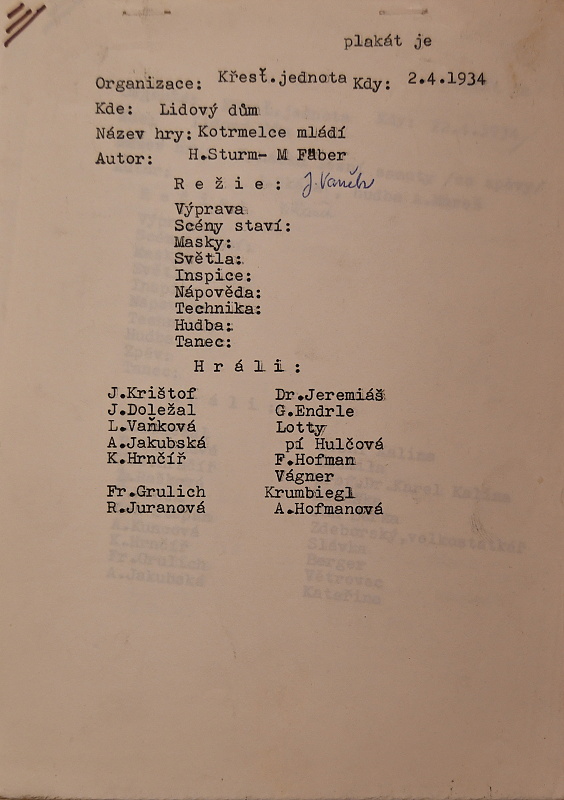 plakát je
Organizace: Křesť.jednota Kdy: 2.4.1934
Kde: Lidový dům
Název hry: Kotrmelce mládí
Autor: H.Sturm- M Färber
Režie: J. Vaněk
Výprava
Scény staví:
Masky:
Světla:
Inspice:
Nápověda:
Technika:
Hudba:
Tanec:
Hráli:
J.Krištof Dr.Jeremiáš
J.Doležal G.Endrle
L.Vaňková Lotty
A.Jakubská pí Hulčová
K.Hrnčíř F.Hofman
Vágner
Fr.Grulich Krumbiegl
R.Juranová A.Hofmanová